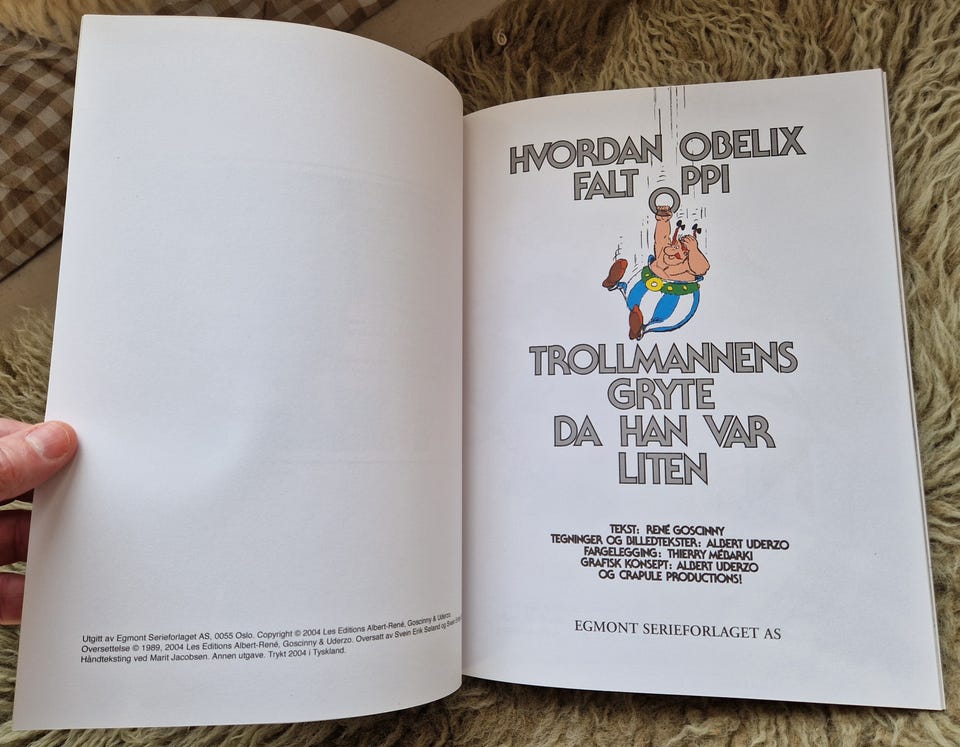 Utgitt av Egmont Serieforlaget AS, 0055 Oslo. Copyright © 2004 Les Editions Albert-René, Goscinny & Uderzo.
Oversettelse © 1989, 2004 Les Editions Albert-René, Goscinny & Uderzo. Oversatt av Svein Erik Søland og Svein
Håndteksting ved Marit Jacobsen. Annen utgave. Trykt 2004 i Tyskland.
HVORDAN OBELIX
FALT OPPI
TROLLMANNENS
GRYTE
DA HAN VAR
LITEN
TEKST: RENÉ GOSCINNY
TEGNINGER OG BILLEDTEKSTER: ALBERT UDERZO
FARGELEGGING: THIERRY MÉBARKI
GRAFISK KONSEPT: ALBERT UDERZO
OG CRAPULE PRODUCTIONS!
EGMONT SERIEFORLAGET AS